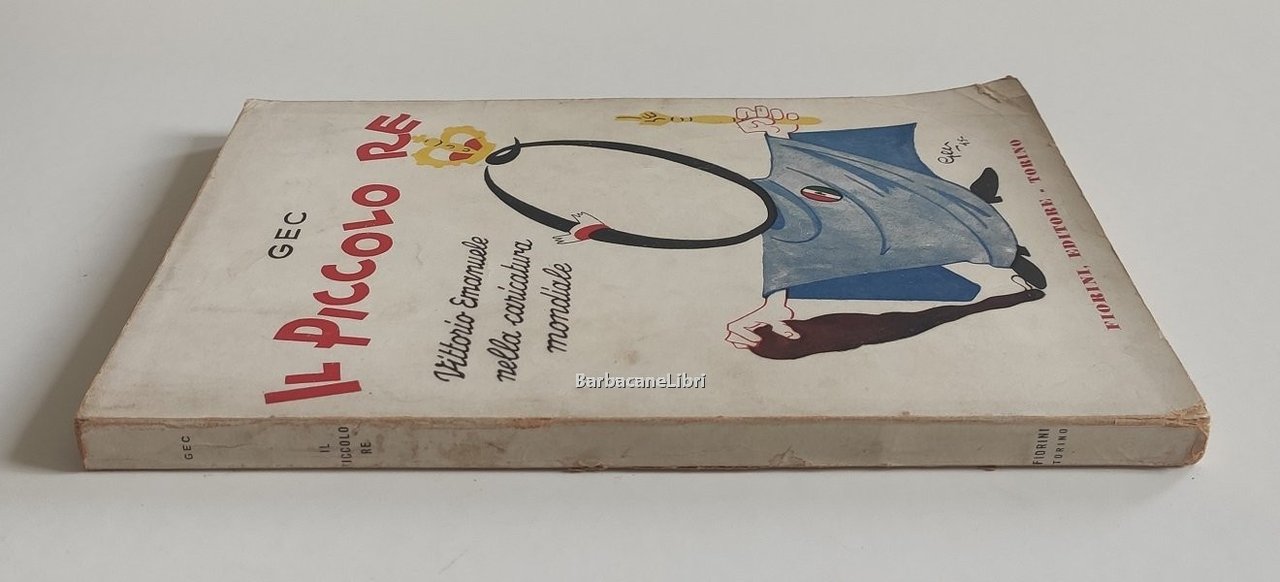 GEC
IL PICCOLO RE
Vittorio Emanuele
nella caricatura
mondiale
FIORINI, EDITORE - TORINO
BarbacaneLibri
GEC
IL
PICCOLO
RE
FIORINI
TORINO